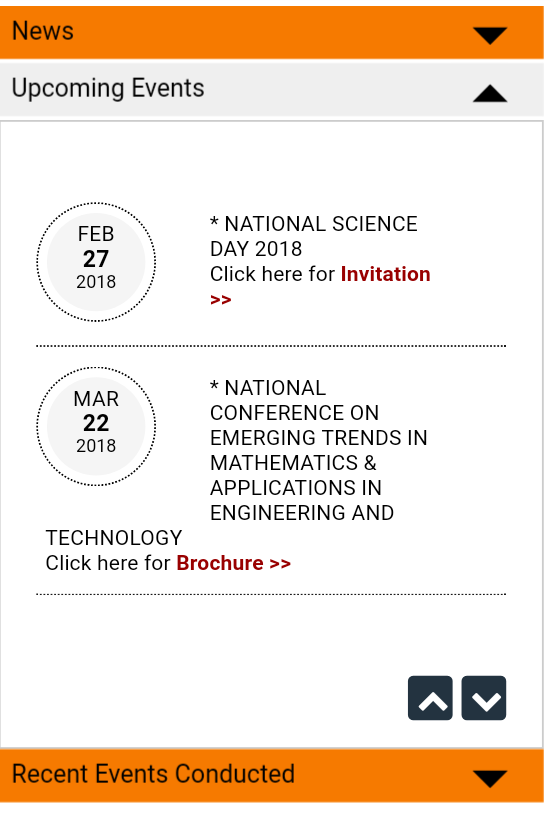 News
Upcoming Events
FEB
27
2018
* NATIONAL SCIENCE
DAY 2018
Click here for Invitation
>>
MAR
22
2018
* NATIONAL
CONFERENCE ON
EMERGING TRENDS IN
MATHEMATICS &
APPLICATIONS IN
ENGINEERING AND
TECHNOLOGY
Click here for Brochure >>
Recent Events Conducted